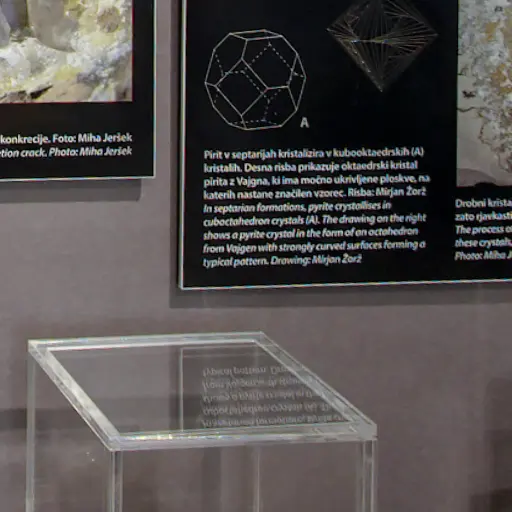 konkrecije. Foto: Miha Jeršek
tion crack. Photo: Miha Jeršek
A
Pirit v septarijah kristalizira v kubooktaedrskih (A)
kristalih. Desna risba prikazuje oktaedrski kristal
pirita z Vajgna, ki ima močno ukrivljene ploskve, na
katerih nastane značilen vzorec. Risba: Mirjan Žorž
In septarian formations, pyrite crystallises in
cuboctahedron crystals (A). The drawing on the right
shows a pyrite crystal in the form of an octahedron
from Vajgen with strongly curved surfaces forming a
typical pattern. Drawing: Mirjan Žorž
Drobni krista
zato rjavkasti
The process o
these crystals,
Photo: Miha J